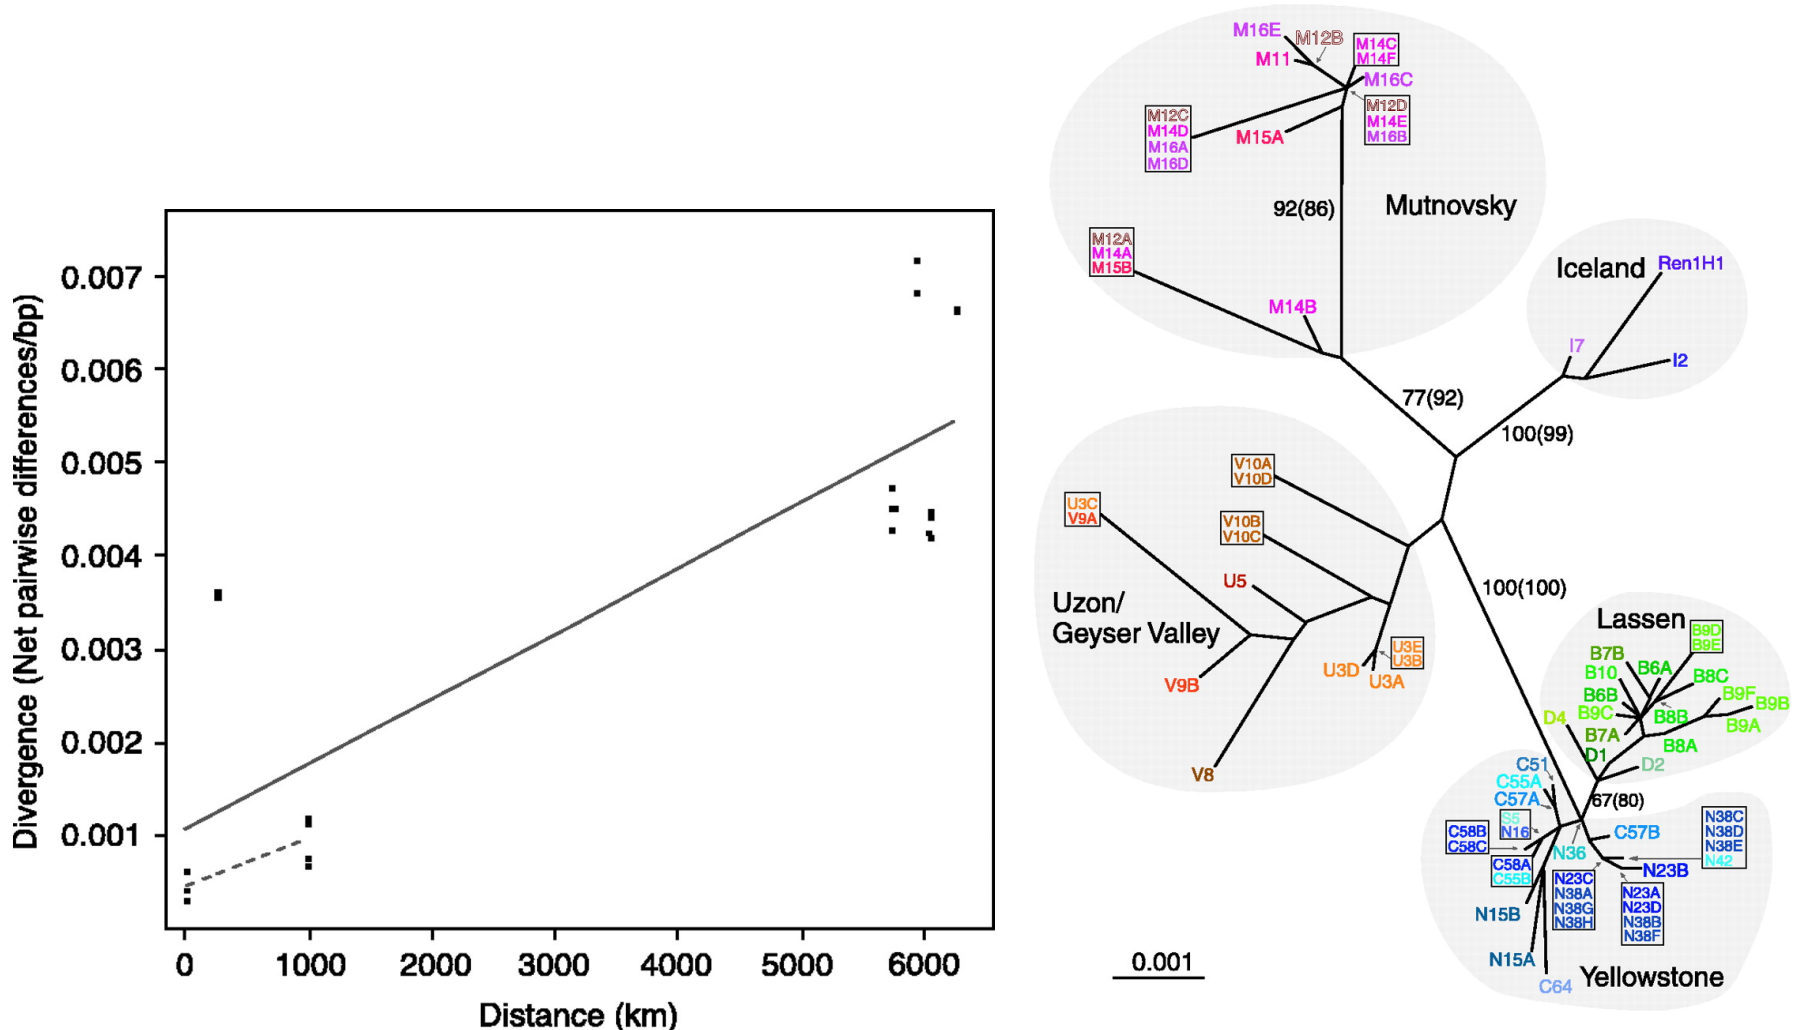 Divergence (Net pairwise differences/bp)
0.007
0.006
0.005
0.004
0.003
0.002
0.001
0
1000
2000
3000
4000
5000
6000
Distance (km)
M16E
M12B
M11
M14C
M14F
M16C
M12D
M14E
M16B
M12C
M14D
M16A
M16D
M15A
Mutnovsky
92(86)
M12A
M14A
M15B
M14B
Iceland
Ren1H1
I7
I2
77(92)
100(99)
V10A
V10D
U3C
V9A
V10B
V10C
U5
Uzon/
Geyser Valley
U3E
U3B
U3D
U3A
V9B
V8
100(100)
Lassen
B9D
B9E
B7B
B10
B6A
B8C
B6B
B9F
B9B
B9C
B8B
B9A
D4
B7A
B8A
D1
D2
67(80)
C51
C55A
C57A
S5
N16
C58B
C58C
C58A
C55B
N36
C57B
N38C
N38D
N38E
N42
N23B
N23C
N38A
N38G
N38H
N23A
N23D
N38B
N38F
N15B
N15A
C64
Yellowstone
0.001